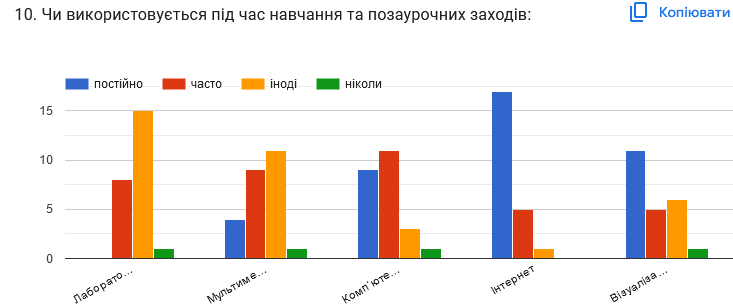 10. Чи використовується під час навчання та позаурочних заходів:
Копіювати
постійно часто іноді ніколи
15
10
5
0
Лаборато...
Мультиме...
Комп'юте...
Інтернет
Візуаліза...